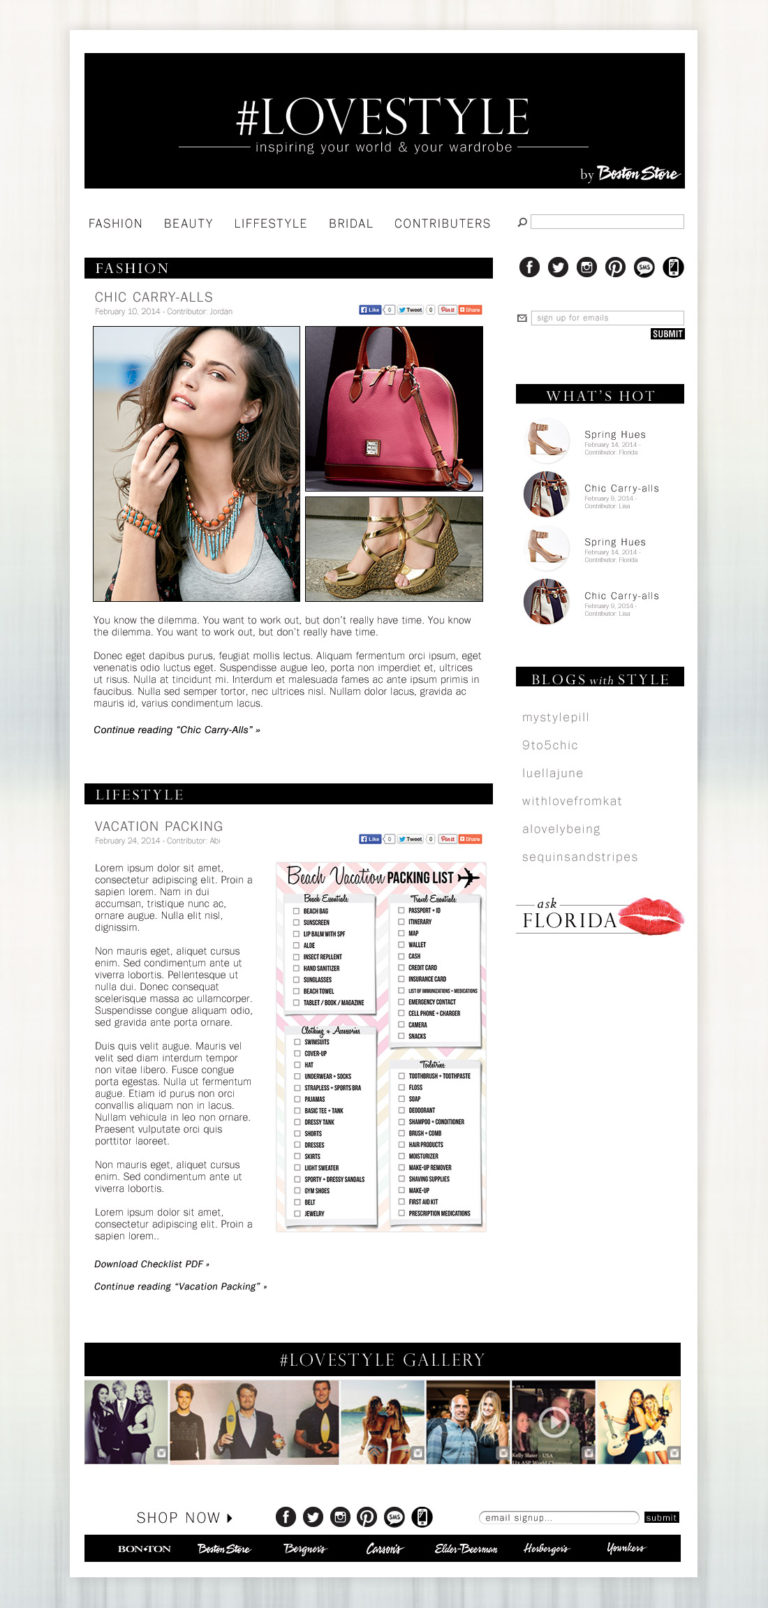 #LOVESTYLE
inspiring your world & your wardrobe
by Boston Store
FASHION BEAUTY LIFFESTYLE BRIDAL CONTRIBUTERS
FASHION
CHIC CARRY-ALLS
February 10, 2014 - Contributor: Jordan
Like 0 Tweet 0 Pin it Share
You know the dilemma. You want to work out, but don't really have time. You know
the dilemma. You want to work out, but don't really have time.
Donec eget dapibus purus, feugiat mollis lectus. Aliquam fermentum orci ipsum, eget
venenatis odio luctus eget. Suspendisse augue leo, porta non imperdiet et, ultrices
ut risus. Nulla at tincidunt mi. Interdum et malesuada fames ac ante ipsum primis in
faucibus. Nulla sed semper tortor, nec ultrices nisl. Nullam dolor lacus, gravida ac
mauris id, varius condimentum lacus.
Continue reading "Chic Carry-Alls" »
LIFESTYLE
VACATION PACKING
February 24, 2014 - Contributor: Abi
Like 0 Tweet 0 Pin it Share
Lorem ipsum dolor sit amet,
consectetur adipiscing elit. Proin a
sapien lorem. Nam in dui
accumsan, tristique nunc ac,
ornare augue. Nulla elit nisl,
dignissim.
Non mauris eget, aliquet cursus
enim. Sed condimentum ante ut
viverra lobortis. Pellentesque ut
nulla dui. Donec consequat
scelerisque massa ac ullamcorper.
Suspendisse congue aliquam odio,
sed gravida ante porta ornare.
Duis quis velit augue. Mauris vel
velit sed diam interdum tempor
non vitae libero. Fusce congue
porta egestas. Nulla ut fermentum
augue. Etiam id purus non orci
convallis aliquam non in lacus.
Nullam vehicula in leo non ornare.
Praesent vulputate orci quis
porttitor laoreet.
Non mauris eget, aliquet cursus
enim. Sed condimentum ante ut
viverra lobortis.
Lorem ipsum dolor sit amet,
consectetur adipiscing elit. Proin a
sapien lorem..
Download Checklist PDF »
Continue reading "Vacation Packing" »
Beach Vacation PACKING LIST
Beach Essentials
BEACH BAG
SUNSCREEN
LIP BALM WITH SPF
ALOE
INSECT REPLLENT
HAND SANITIZER
SUNGLASSES
BEACH TOWEL
TABLET / BOOK / MAGAZINE
Clothing + Accessories
SWIMSUITS
COVER-UP
HAT
UNDERWEAR + SOCKS
STRAPLESS + SPORTS BRA
PAJAMAS
BASIC TEE + TANK
DRESSY TANK
SHORTS
DRESSES
SKIRTS
LIGHT SWEATER
SPORTY + DRESSY SANDALS
GYM SHOES
BELT
JEWELRY
Travel Essentials
PASSPORT + ID
ITINERARY
MAP
WALLET
CASH
CREDIT CARD
INSURANCE CARD
LIST OF IMMUNIZATIONS + MEDICATIONS
EMERGENCY CONTACT
CELL PHONE + CHARGER
CAMERA
SNACKS
Toiletries
TOOTHBRUSH + TOOTHPASTE
FLOSS
SOAP
DEODORANT
SHAMPOO + CONDITIONER
BRUSH + COMB
HAIR PRODUCTS
MOISTURIZER
MAKE-UP REMOVER
SHAVING SUPPLIES
MAKE-UP
FIRST AID KIT
PRESCRIPTION MEDICATIONS
SMS
sign up for emails
SUBMIT
WHAT'S HOT
Spring Hues
February 14, 2014 -
Contributor: Florida
Chic Carry-alls
February 9, 2014 -
Contributor: Lisa
Spring Hues
February 14, 2014 -
Contributor: Florida
Chic Carry-alls
February 9, 2014 -
Contributor: Lisa
BLOGS with STYLE
mystylepill
9to5chic
luellajune
withlovefromkat
alovelybeing
sequinsandstripes
ask
FLORIDA
#LOVESTYLE GALLERY
Kelly Slater - USA
ASP World
SHOP NOW
SMS
email signup...
submit
BON•TON Boston Store Bergner's Carson's Elder-Beerman Herberger's Younkers